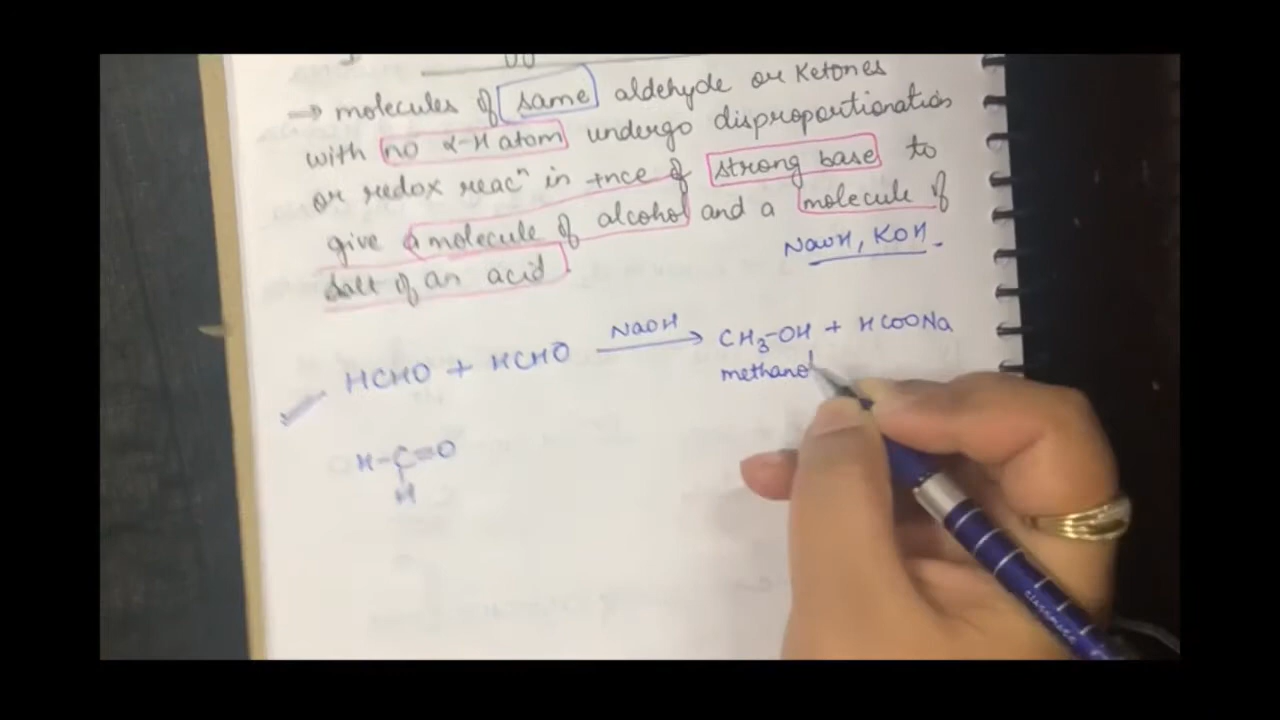 → molecules of same aldehyde or Ketones
with no α-H atom undergo disproportionation
or redox reacⁿ in +nce of strong base to
give a molecule of alcohol and a molecule of
salt of an acid.
NaOH, KOH.
HCHO + HCHO NaOH → CH₃-OH + HCOONa
methanol
H-C=O
H
classmate